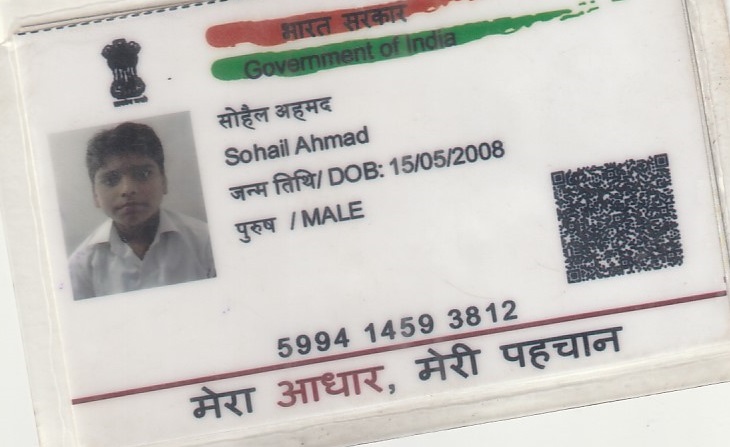 भारत सरकार
Government of India
सोहैल अहमद
Sohail Ahmad
जन्म तिथि/ DOB: 15/05/2008
पुरुष / MALE
5994 1459 3812
मेरा आधार, मेरी पहचान